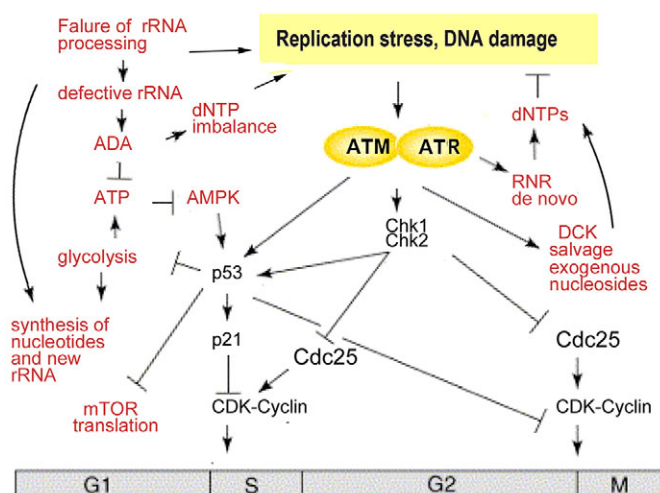 Falure of rRNA
processing
Replication stress, DNA damage
defective rRNA
dNTP
imbalance
dNTPs
ADA
ATM
ATR
RNR
de novo
ATP
AMPK
Chk1
Chk2
DCK
salvage
exogenous
nucleosides
glycolysis
p53
synthesis of
nucleotides
and new
rRNA
p21
Cdc25
Cdc25
mTOR
translation
CDK-Cyclin
CDK-Cyclin
G1
S
G2
M